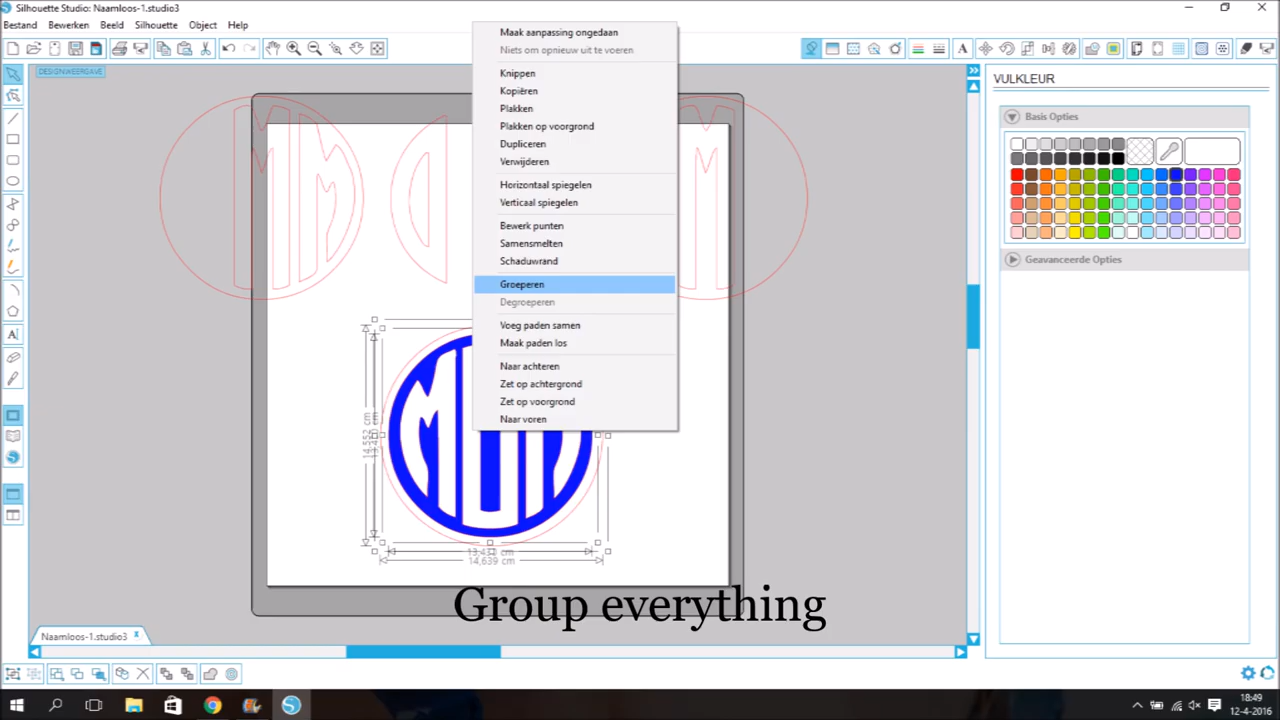 Silhouette Studio: Naamloos-1.studio3
Bestand Bewerken Beeld Silhouette Object Help
DESIGNWEERGAVE
Maak aanpassing ongedaan
Niets om opnieuw uit te voeren
Knippen
Kopiëren
Plakken
Plakken op voorgrond
Dupliceren
Verwijderen
Horizontaal spiegelen
Verticaal spiegelen
Bewerk punten
Samensmelten
Schaduwrand
Groeperen
Degroeperen
Voeg paden samen
Maak paden los
Naar achteren
Zet op achtergrond
Zet op voorgrond
Naar voren
VULKLEUR
Basis Opties
Geavanceerde Opties
14,552 cm
14,639 cm
Group everything
Naamloos-1.studio3 x
18:49
12-4-2016